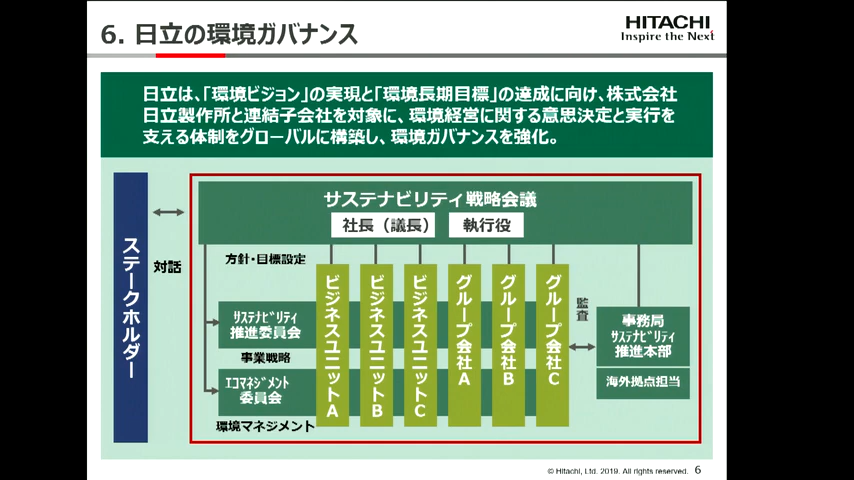 6. 日立の環境ガバナンス
HITACHI
Inspire the Next
日立は、「環境ビジョン」の実現と「環境長期目標」の達成に向け、株式会社
日立製作所と連結子会社を対象に、環境経営に関する意思決定と実行を
支える体制をグローバルに構築し、環境ガバナンスを強化。
ステークホルダー
対話
サステナビリティ戦略会議
社長（議長）
執行役
方針・目標設定
ｻｽﾃﾅﾋﾞﾘﾃｨ
推進委員会
事業戦略
ｴｺﾏﾈｼﾞﾒﾝﾄ
委員会
環境マネジメント
ビジネスユニットA
ビジネスユニットB
ビジネスユニットC
グループ会社A
グループ会社B
グループ会社C
監査
事務局
ｻｽﾃﾅﾋﾞﾘﾃｨ
推進本部
海外拠点担当
© Hitachi, Ltd. 2019. All rights reserved.
6